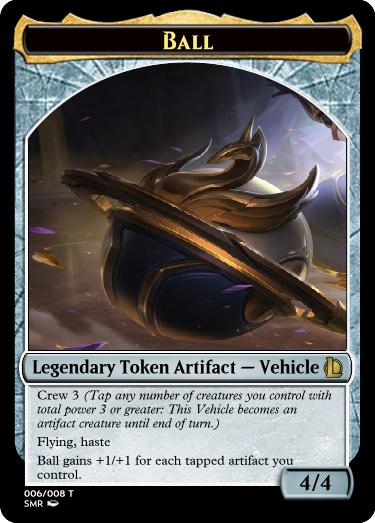 BALL
Legendary Token Artifact — Vehicle
Crew 3 (Tap any number of creatures you control with
total power 3 or greater: This Vehicle becomes an
artifact creature until end of turn.)
Flying, haste
Ball gains +1/+1 for each tapped artifact you
control.
4/4
006/008 T
SMR